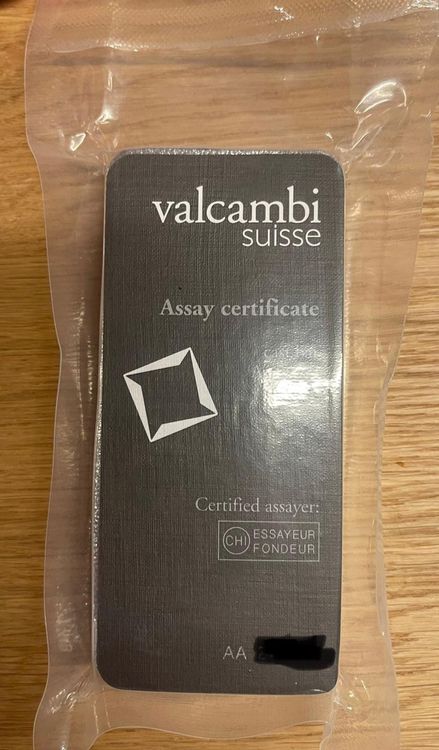 valcambi
suisse
Assay certificate
Certified assayer:
CHI ESSAYEUR
FONDEUR
AA